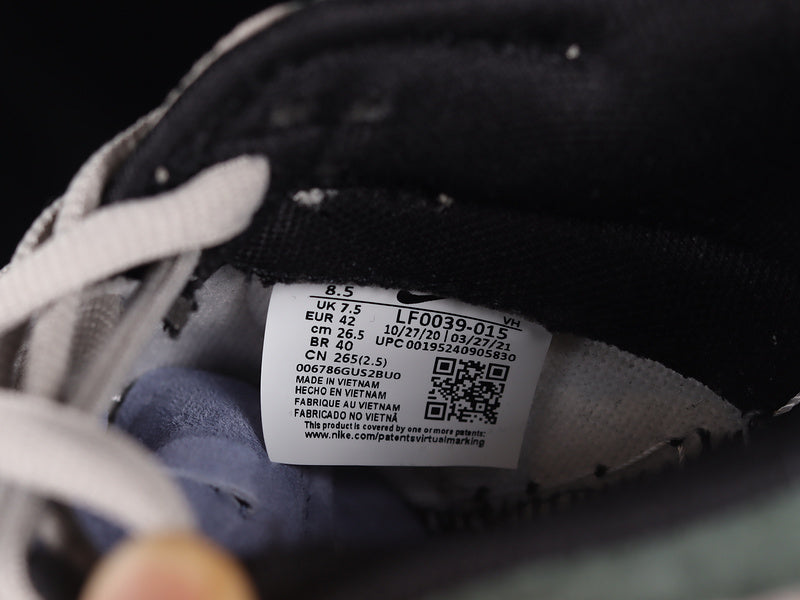 8.5
UK 7.5
EUR 42
cm 26.5
BR 40
CN 265(2.5)
LF0039-015
VH
10/27/20 | 03/27/21
UPC 00195240905830
006786GUS2BU0
MADE IN VIETNAM
HECHO EN VIETNAM
FABRIQUE AU VIETNAM
FABRICADO NO VIETNÃ
This product is covered by one or more patents:
www.nike.com/patentsvirtualmarking